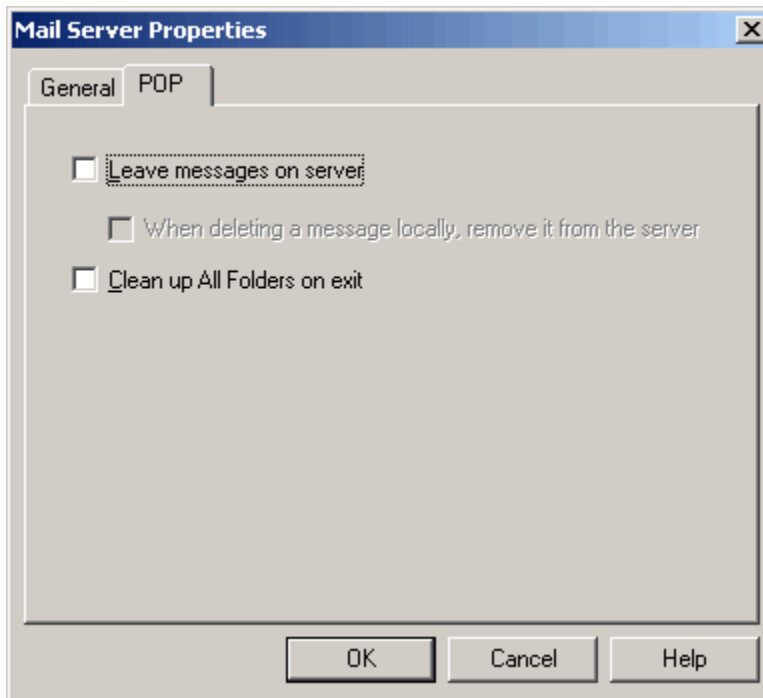 Mail Server Properties
General POP
Leave messages on server
When deleting a message locally, remove it from the server
Clean up All Folders on exit
OK Cancel Help